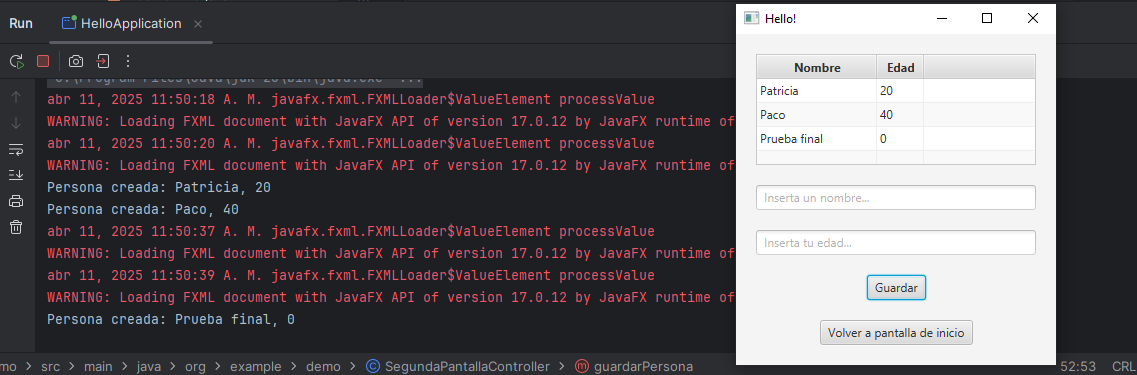 Run HelloApplication
C:\Program Files\Java\jdk-20\bin\java.exe" ...
abr 11, 2025 11:50:18 A. M. javafx.fxml.FXMLLoader$ValueElement processValue
WARNING: Loading FXML document with JavaFX API of version 17.0.12 by JavaFX runtime of
abr 11, 2025 11:50:20 A. M. javafx.fxml.FXMLLoader$ValueElement processValue
WARNING: Loading FXML document with JavaFX API of version 17.0.12 by JavaFX runtime of
Persona creada: Patricia, 20
Persona creada: Paco, 40
abr 11, 2025 11:50:37 A. M. javafx.fxml.FXMLLoader$ValueElement processValue
WARNING: Loading FXML document with JavaFX API of version 17.0.12 by JavaFX runtime of
abr 11, 2025 11:50:39 A. M. javafx.fxml.FXMLLoader$ValueElement processValue
WARNING: Loading FXML document with JavaFX API of version 17.0.12 by JavaFX runtime of
Persona creada: Prueba final, 0
mo > src > main > java > org > example > demo > SegundaPantallaController > guardarPersona
52:53 CRL
Hello!
Nombre Edad
Patricia 20
Paco 40
Prueba final 0
Inserta un nombre...
Inserta tu edad...
Guardar
Volver a pantalla de inicio